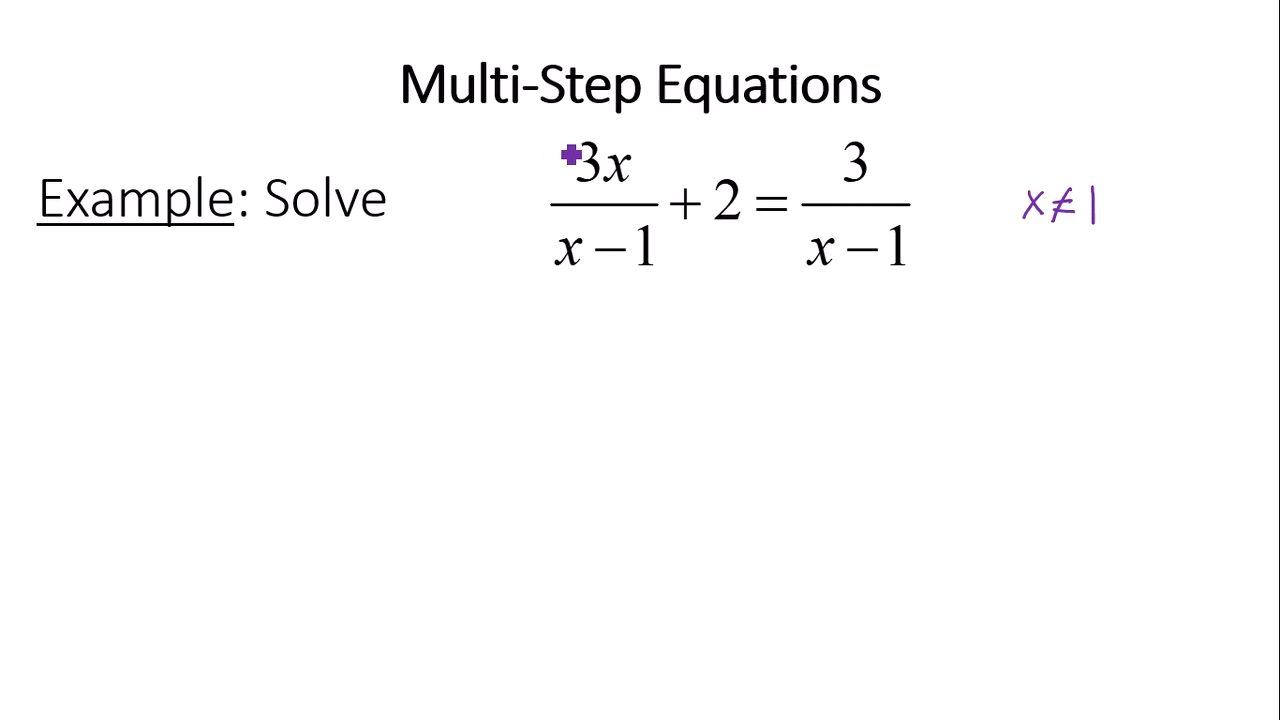 Multi-Step Equations
Example: Solve
3x/(x − 1) + 2 = 3/(x − 1)
x ≠ 1